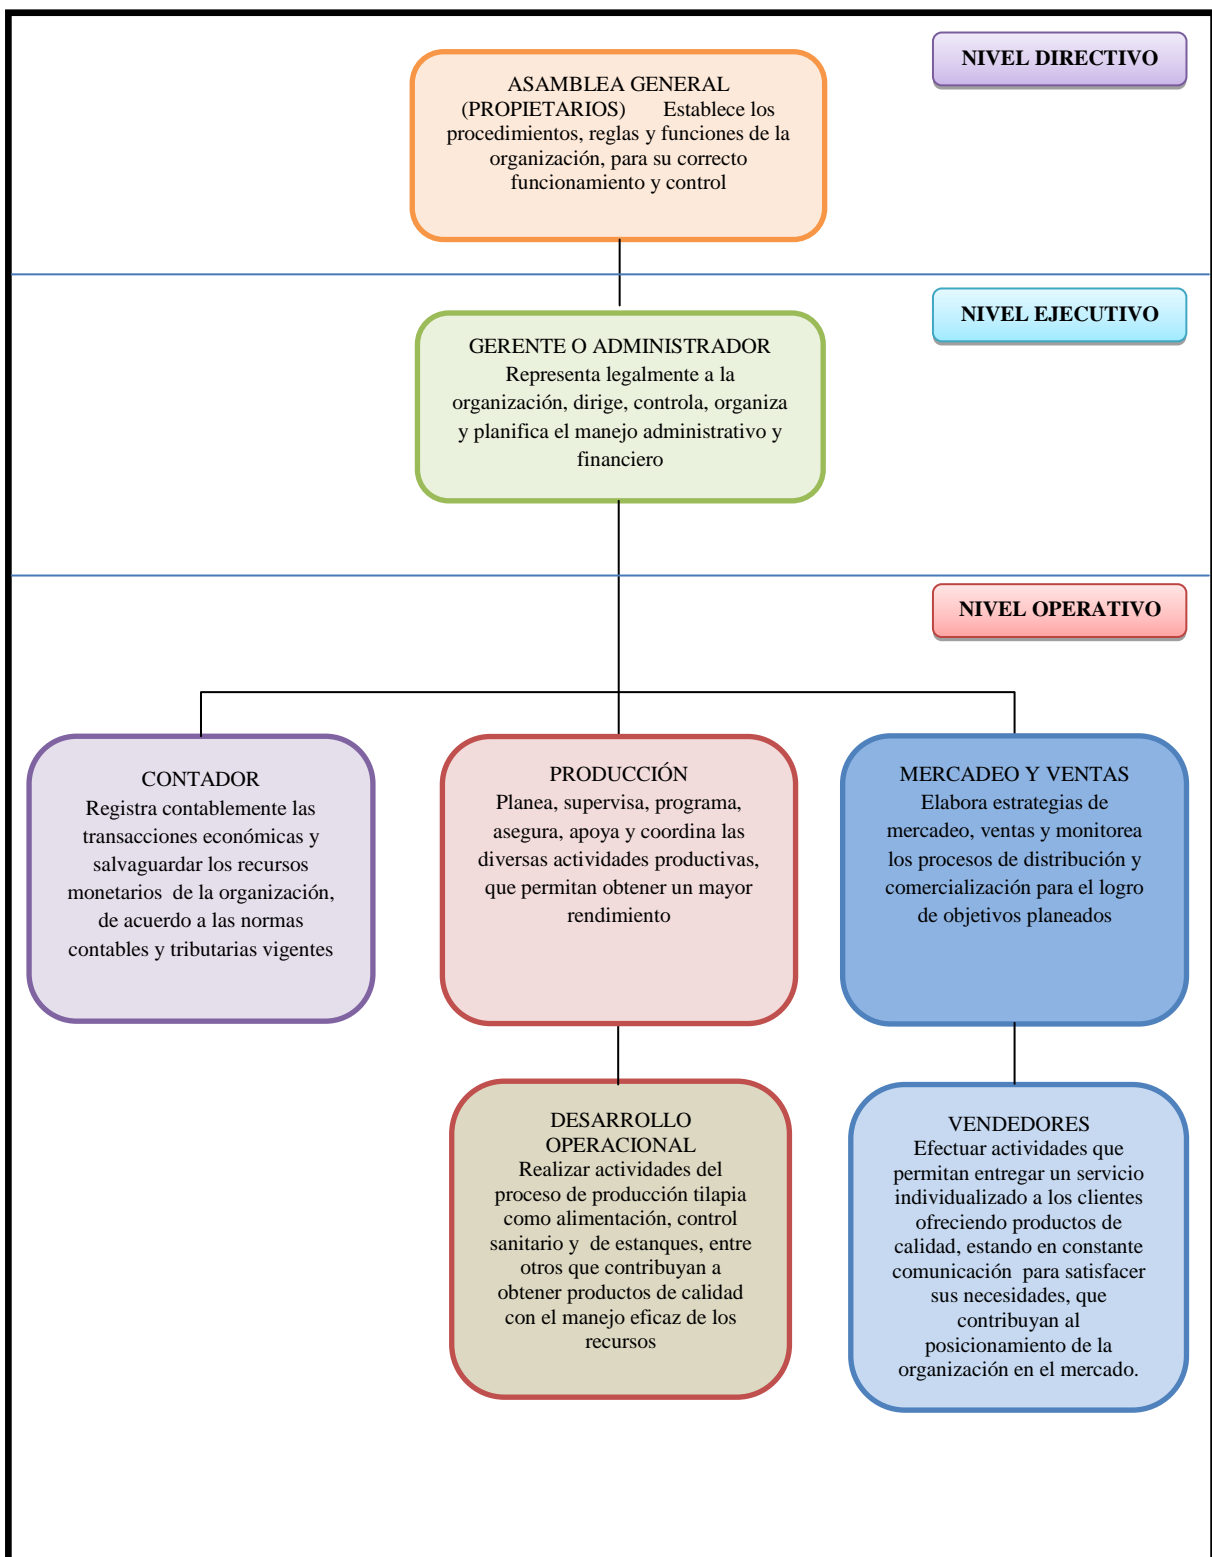 NIVEL DIRECTIVO
ASAMBLEA GENERAL
(PROPIETARIOS) Establece los
procedimientos, reglas y funciones de la
organización, para su correcto
funcionamiento y control
NIVEL EJECUTIVO
GERENTE O ADMINISTRADOR
Representa legalmente a la
organización, dirige, controla, organiza
y planifica el manejo administrativo y
financiero
NIVEL OPERATIVO
CONTADOR
Registra contablemente las
transacciones económicas y
salvaguardar los recursos
monetarios de la organización,
de acuerdo a las normas
contables y tributarias vigentes
PRODUCCIÓN
Planea, supervisa, programa,
asegura, apoya y coordina las
diversas actividades productivas,
que permitan obtener un mayor
rendimiento
MERCADEO Y VENTAS
Elabora estrategias de
mercadeo, ventas y monitorea
los procesos de distribución y
comercialización para el logro
de objetivos planeados
DESARROLLO
OPERACIONAL
Realizar actividades del
proceso de producción tilapia
como alimentación, control
sanitario y de estanques, entre
otros que contribuyan a
obtener productos de calidad
con el manejo eficaz de los
recursos
VENDEDORES
Efectuar actividades que
permitan entregar un servicio
individualizado a los clientes
ofreciendo productos de
calidad, estando en constante
comunicación para satisfacer
sus necesidades, que
contribuyan al
posicionamiento de la
organización en el mercado.